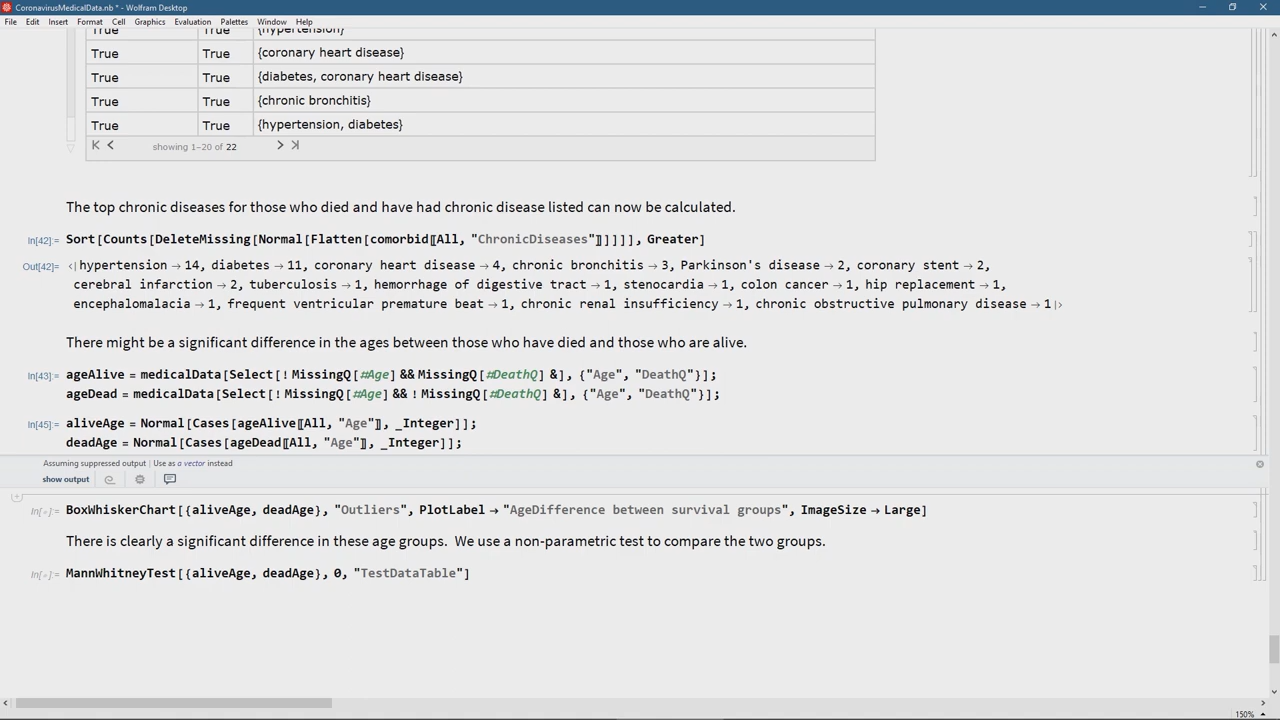 CoronavirusMedicalData.nb * - Wolfram Desktop
File Edit Insert Format Cell Graphics Evaluation Palettes Window Help
True True {hypertension}
True True {coronary heart disease}
True True {diabetes, coronary heart disease}
True True {chronic bronchitis}
True True {hypertension, diabetes}
showing 1–20 of 22
The top chronic diseases for those who died and have had chronic disease listed can now be calculated.
In[42]:= Sort[Counts[DeleteMissing[Normal[Flatten[comorbid⟦All, "ChronicDiseases"⟧]]]], Greater]
Out[42]= <| hypertension → 14, diabetes → 11, coronary heart disease → 4, chronic bronchitis → 3, Parkinson's disease → 2, coronary stent → 2,
cerebral infarction → 2, tuberculosis → 1, hemorrhage of digestive tract → 1, stenocardia → 1, colon cancer → 1, hip replacement → 1,
encephalomalacia → 1, frequent ventricular premature beat → 1, chronic renal insufficiency → 1, chronic obstructive pulmonary disease → 1 |>
There might be a significant difference in the ages between those who have died and those who are alive.
In[43]:= ageAlive = medicalData[Select[! MissingQ[#Age] && MissingQ[#DeathQ] &], {"Age", "DeathQ"}];
ageDead = medicalData[Select[! MissingQ[#Age] && ! MissingQ[#DeathQ] &], {"Age", "DeathQ"}];
In[45]:= aliveAge = Normal[Cases[ageAlive⟦All, "Age"⟧, _Integer]];
deadAge = Normal[Cases[ageDead⟦All, "Age"⟧, _Integer]];
Assuming suppressed output | Use as a vector instead
show output
In[•]:= BoxWhiskerChart[{aliveAge, deadAge}, "Outliers", PlotLabel → "AgeDifference between survival groups", ImageSize → Large]
There is clearly a significant difference in these age groups. We use a non-parametric test to compare the two groups.
In[•]:= MannWhitneyTest[{aliveAge, deadAge}, 0, "TestDataTable"]
150%